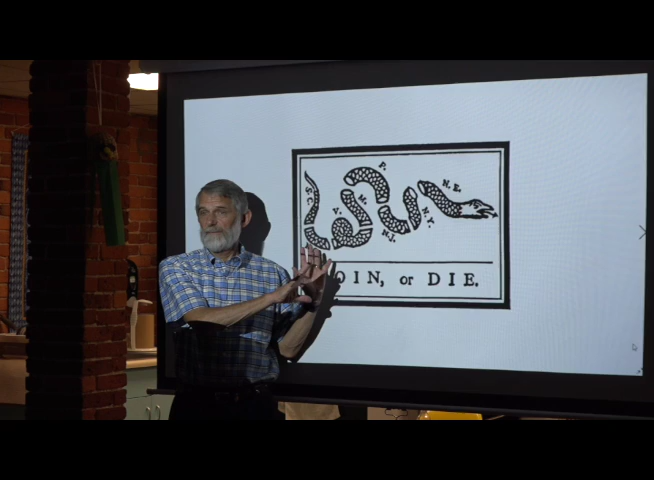 P.
N.E.
S.C.
V.
M.
N.Y.
N.J.
OIN, or DIE.